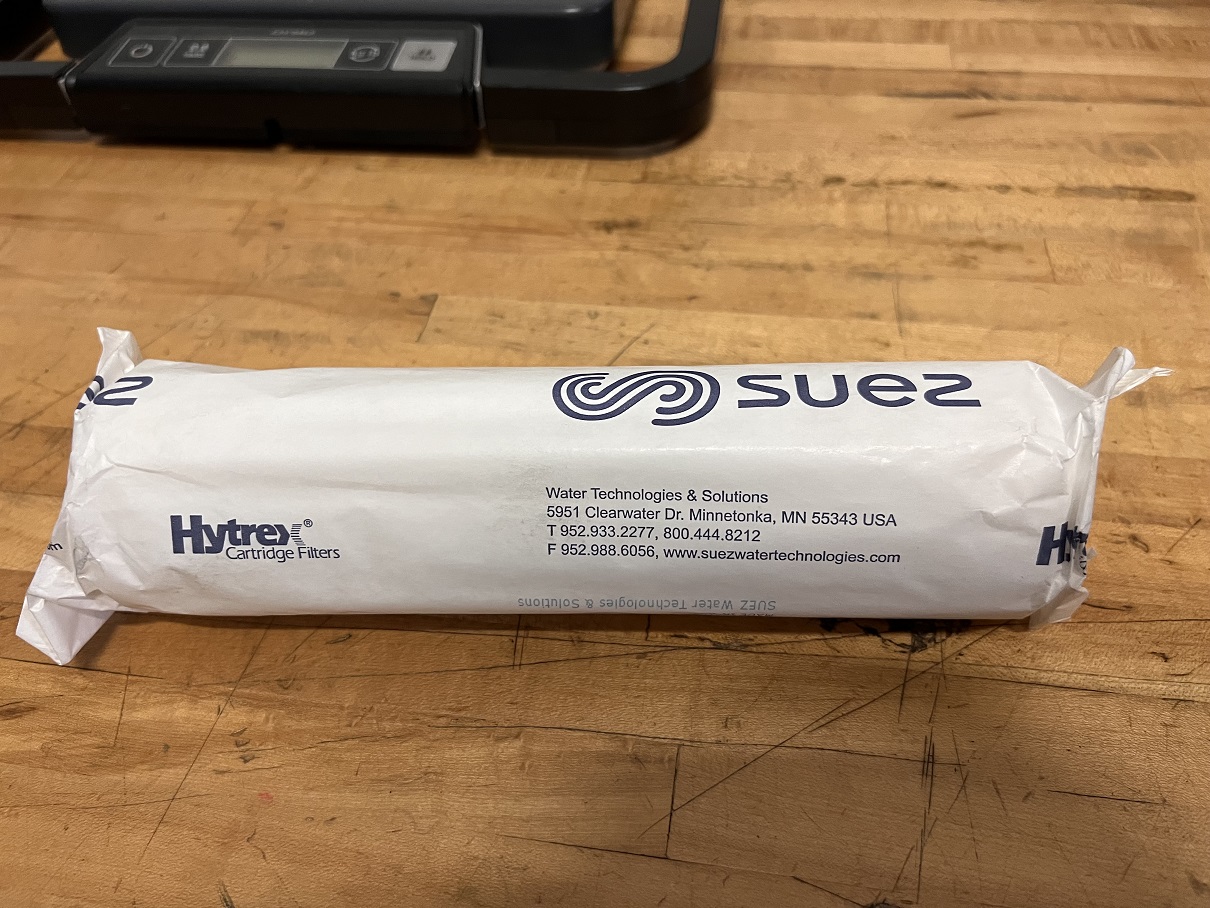 suez
Water Technologies & Solutions
5951 Clearwater Dr. Minnetonka, MN 55343 USA
T 952.933.2277, 800.444.8212
F 952.988.6056, www.suezwatertechnologies.com
Hytrex®
Cartridge Filters
SUEZ Water Technologies & Solutions